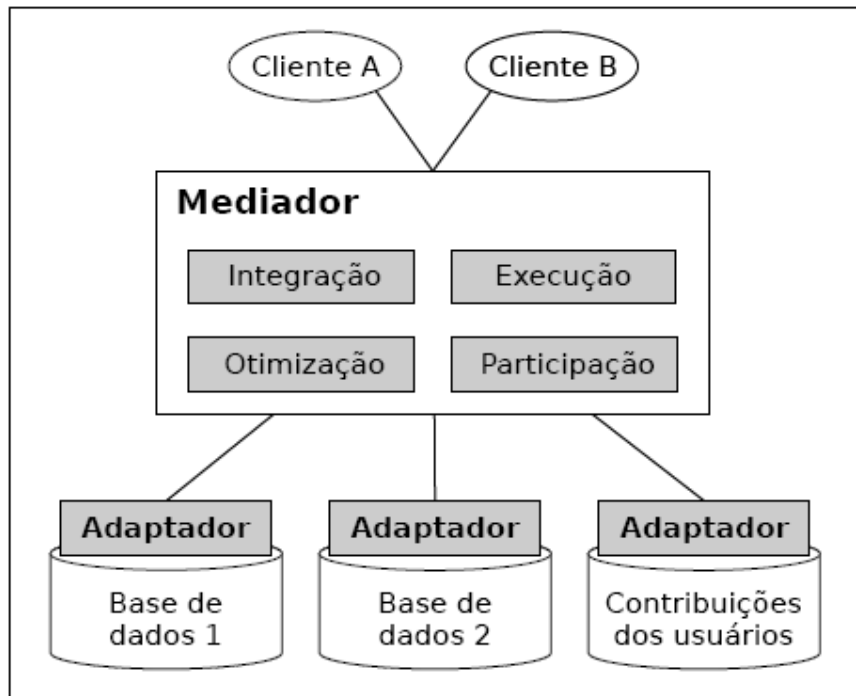 Cliente A
Cliente B
Mediador
Integração
Execução
Otimização
Participação
Adaptador
Adaptador
Adaptador
Base de
dados 1
Base de
dados 2
Contribuições
dos usuários